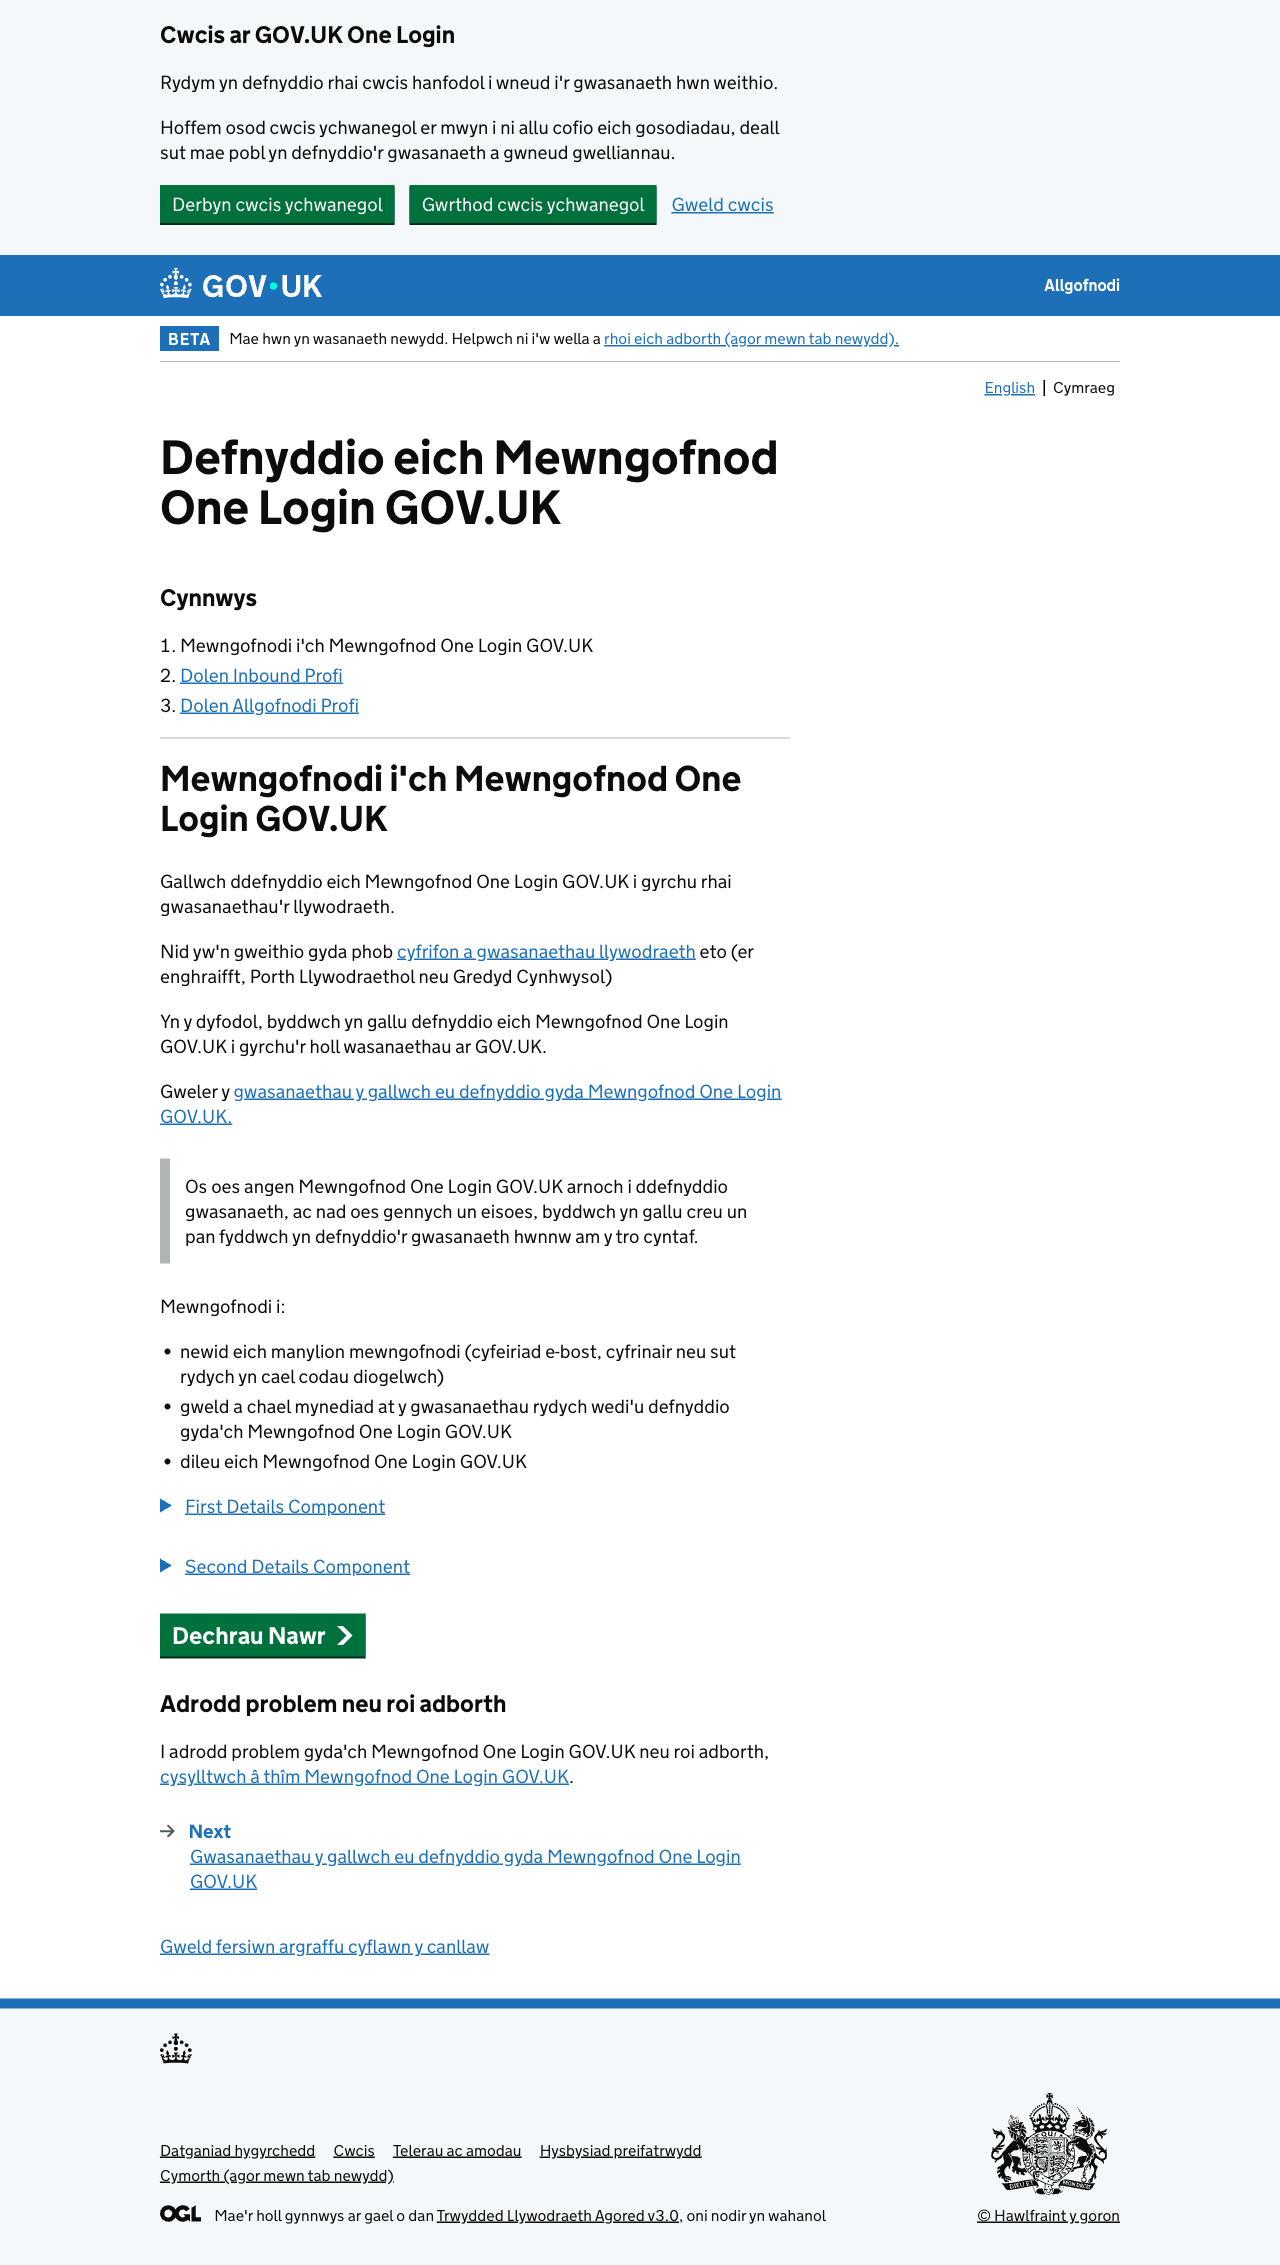 Cwcis ar GOV.UK One Login
Rydym yn defnyddio rhai cwcis hanfodol i wneud i'r gwasanaeth hwn weithio.
Hoffem osod cwcis ychwanegol er mwyn i ni allu cofio eich gosodiadau, deall
sut mae pobl yn defnyddio'r gwasanaeth a gwneud gwelliannau.
Derbyn cwcis ychwanegol Gwrthod cwcis ychwanegol Gweld cwcis
GOV·UK Allgofnodi
BETA Mae hwn yn wasanaeth newydd. Helpwch ni i'w wella a rhoi eich adborth (agor mewn tab newydd).
English | Cymraeg
Defnyddio eich Mewngofnod
One Login GOV.UK
Cynnwys
1. Mewngofnodi i'ch Mewngofnod One Login GOV.UK
2. Dolen Inbound Profi
3. Dolen Allgofnodi Profi
Mewngofnodi i'ch Mewngofnod One
Login GOV.UK
Gallwch ddefnyddio eich Mewngofnod One Login GOV.UK i gyrchu rhai
gwasanaethau'r llywodraeth.
Nid yw'n gweithio gyda phob cyfrifon a gwasanaethau llywodraeth eto (er
enghraifft, Porth Llywodraethol neu Gredyd Cynhwysol)
Yn y dyfodol, byddwch yn gallu defnyddio eich Mewngofnod One Login
GOV.UK i gyrchu'r holl wasanaethau ar GOV.UK.
Gweler y gwasanaethau y gallwch eu defnyddio gyda Mewngofnod One Login
GOV.UK.
Os oes angen Mewngofnod One Login GOV.UK arnoch i ddefnyddio
gwasanaeth, ac nad oes gennych un eisoes, byddwch yn gallu creu un
pan fyddwch yn defnyddio'r gwasanaeth hwnnw am y tro cyntaf.
Mewngofnodi i:
• newid eich manylion mewngofnodi (cyfeiriad e-bost, cyfrinair neu sut
rydych yn cael codau diogelwch)
• gweld a chael mynediad at y gwasanaethau rydych wedi'u defnyddio
gyda'ch Mewngofnod One Login GOV.UK
• dileu eich Mewngofnod One Login GOV.UK
First Details Component
Second Details Component
Dechrau Nawr
Adrodd problem neu roi adborth
I adrodd problem gyda'ch Mewngofnod One Login GOV.UK neu roi adborth,
cysylltwch â thîm Mewngofnod One Login GOV.UK.
Next
Gwasanaethau y gallwch eu defnyddio gyda Mewngofnod One Login
GOV.UK
Gweld fersiwn argraffu cyflawn y canllaw
Datganiad hygyrchedd Cwcis Telerau ac amodau Hysbysiad preifatrwydd
Cymorth (agor mewn tab newydd)
OGL Mae'r holl gynnwys ar gael o dan Trwydded Llywodraeth Agored v3.0, oni nodir yn wahanol
© Hawlfraint y goron